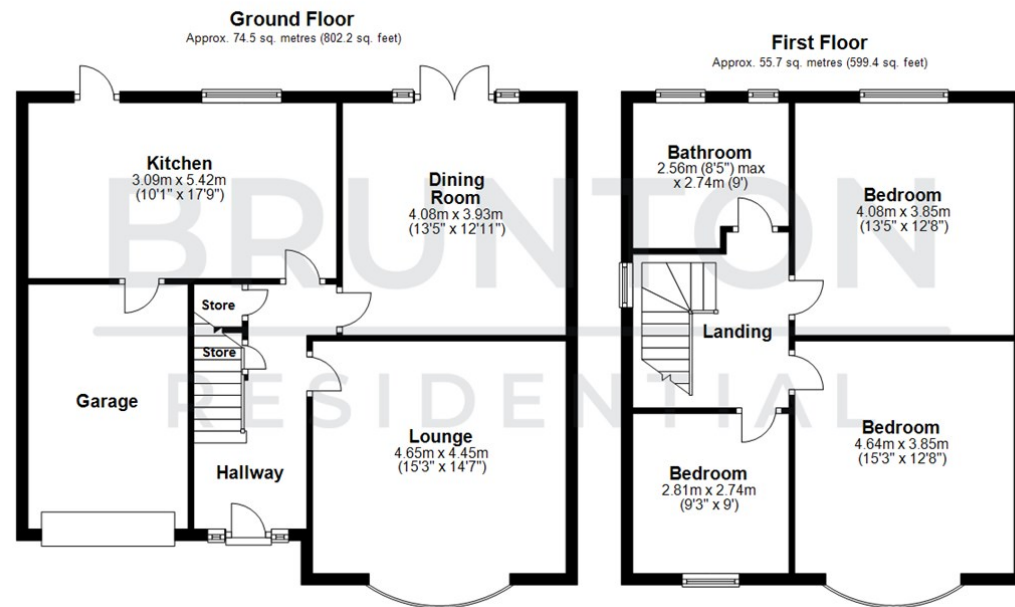 Ground Floor
Approx. 74.5 sq. metres (802.2 sq. feet)
Kitchen
3.09m x 5.42m
(10'1" x 17'9")
Dining
Room
4.08m x 3.93m
(13'5" x 12'11")
Store
Store
Garage
Hallway
Lounge
4.65m x 4.45m
(15'3" x 14'7")
First Floor
Approx. 55.7 sq. metres (599.4 sq. feet)
Bathroom
2.56m (8'5") max
x 2.74m (9')
Bedroom
4.08m x 3.85m
(13'5" x 12'8")
Landing
Bedroom
2.81m x 2.74m
(9'3" x 9')
Bedroom
4.64m x 3.85m
(15'3" x 12'8")
BRUNTON
RESIDENTIAL